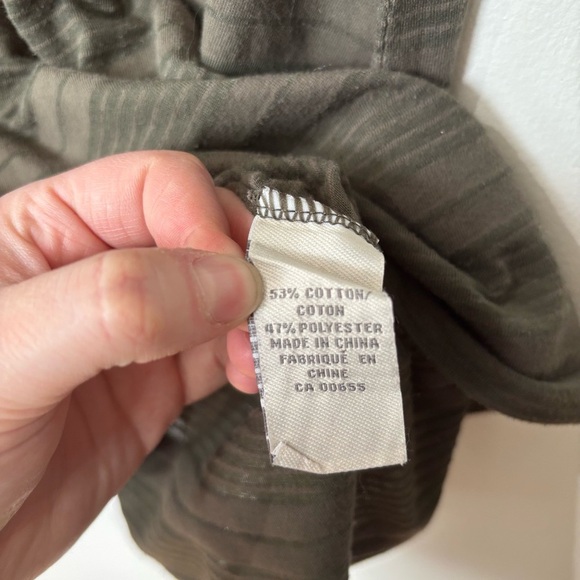 53% COTTON/
COTON
47% POLYESTER
MADE IN CHINA
FABRIQUÉ EN
CHINE
CA 00655